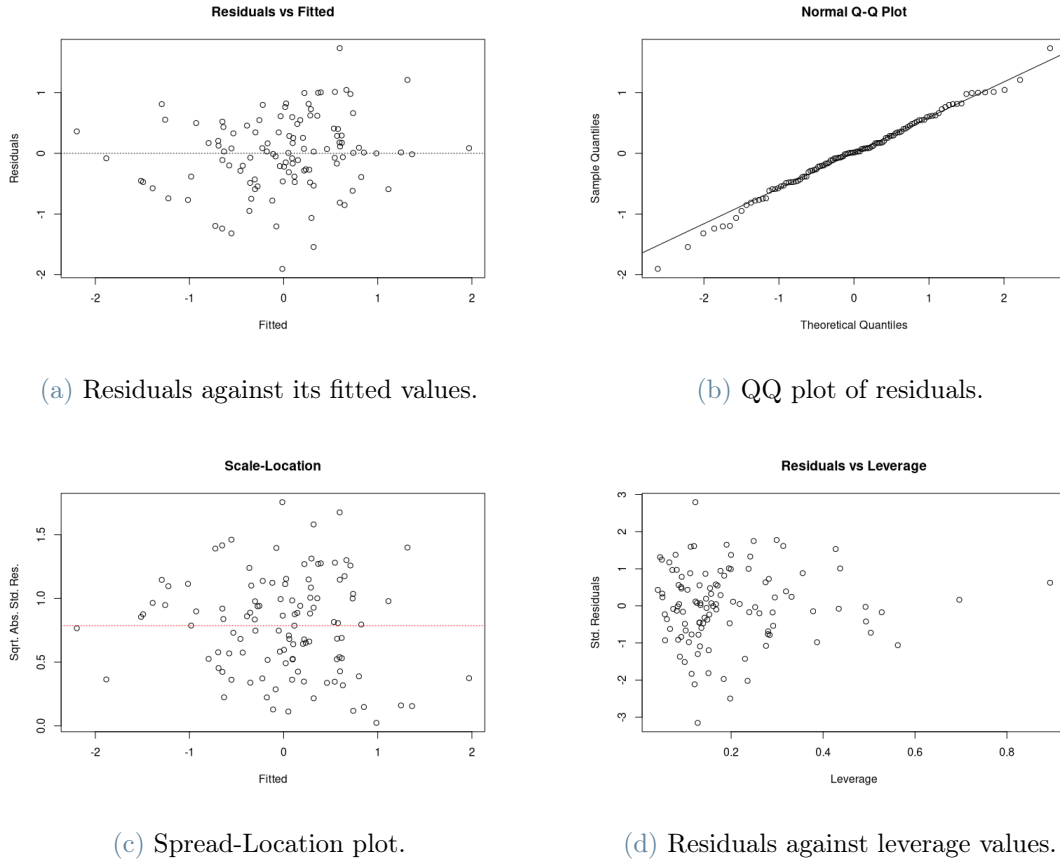 Residuals vs Fitted
Residuals
1
0
-1
-2
-2
-1
0
1
2
Fitted
(a) Residuals against its fitted values.
Normal Q-Q Plot
Sample Quantiles
1
0
-1
-2
-2
-1
0
1
2
Theoretical Quantiles
(b) QQ plot of residuals.
Scale-Location
Sqrt. Abs. Std. Res.
1.5
1.0
0.5
0.0
-2
-1
0
1
2
Fitted
(c) Spread-Location plot.
Residuals vs Leverage
Std. Residuals
3
2
1
0
-1
-2
-3
0.2
0.4
0.6
0.8
Leverage
(d) Residuals against leverage values.